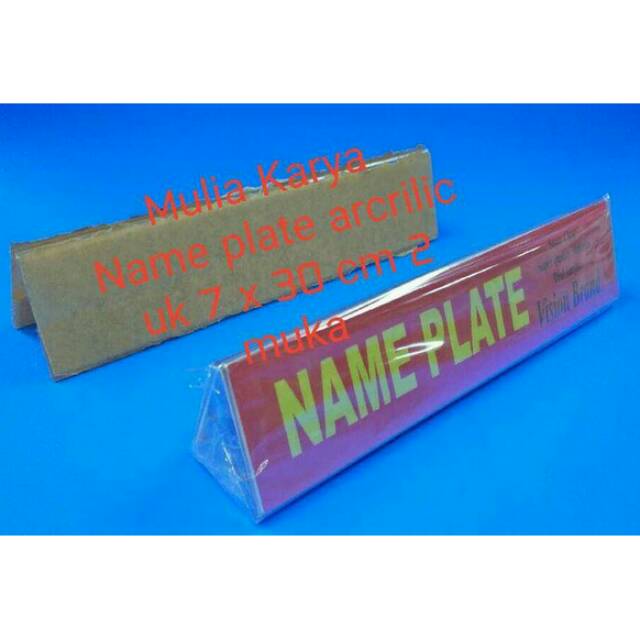 Mulia Karya
Name plate arcrilic
uk 7 x 30 cm 2
muka
NAME PLATE
Vision Brand